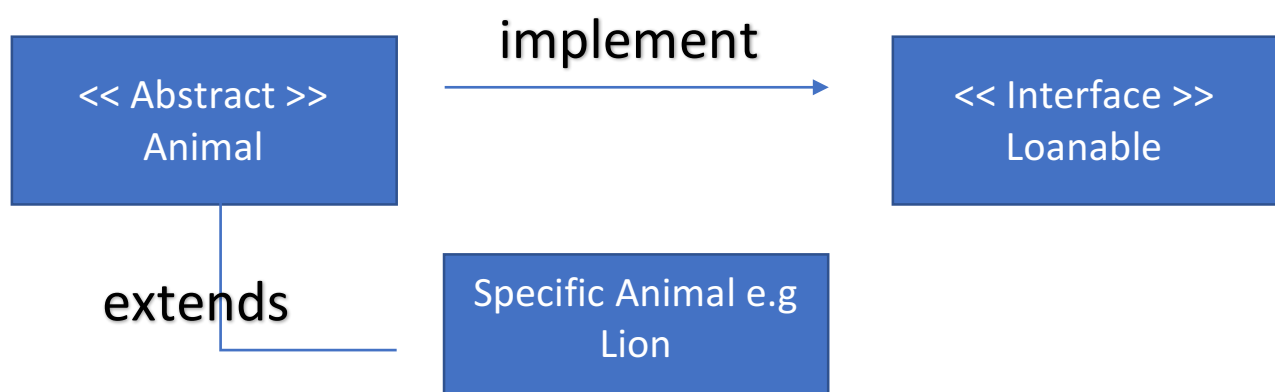 implement
<< Abstract >>
Animal
<< Interface >>
Loanable
extends
Specific Animal e.g
Lion